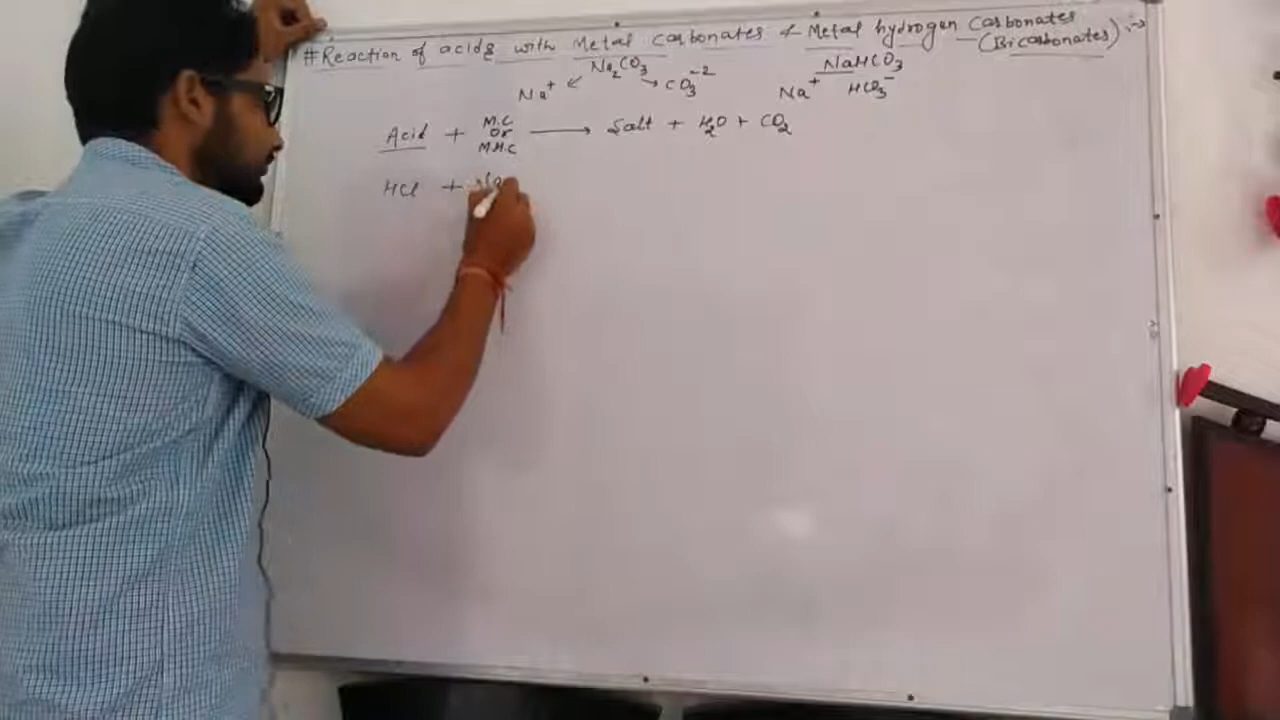 #Reaction of acids with Metal carbonates & Metal hydrogen Carbonates
(Bicarbonates) :->
Na₂CO₃ NaHCO₃
Na⁺ CO₃⁻² Na⁺ HCO₃⁻
Acid + M.C Or M.H.C → Salt + H₂O + CO₂
HCl + Na